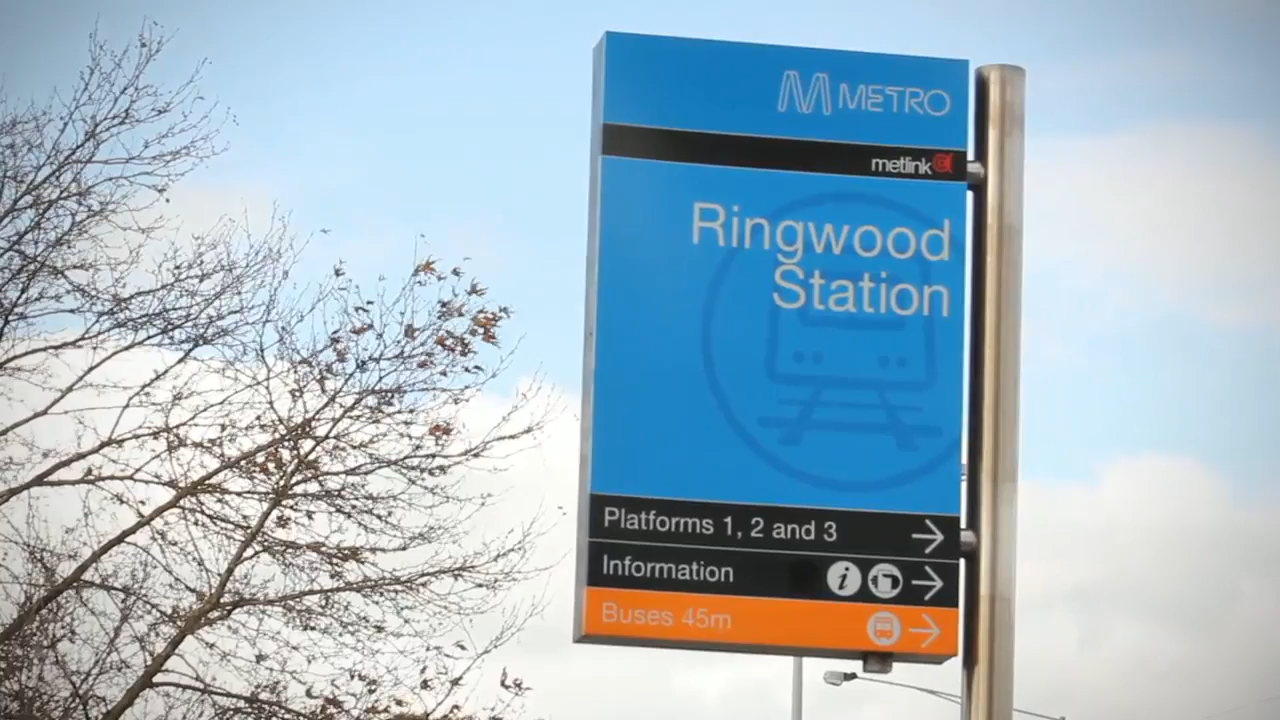 METRO
metlink
Ringwood
Station
Platforms 1, 2 and 3
Information
Buses 45m